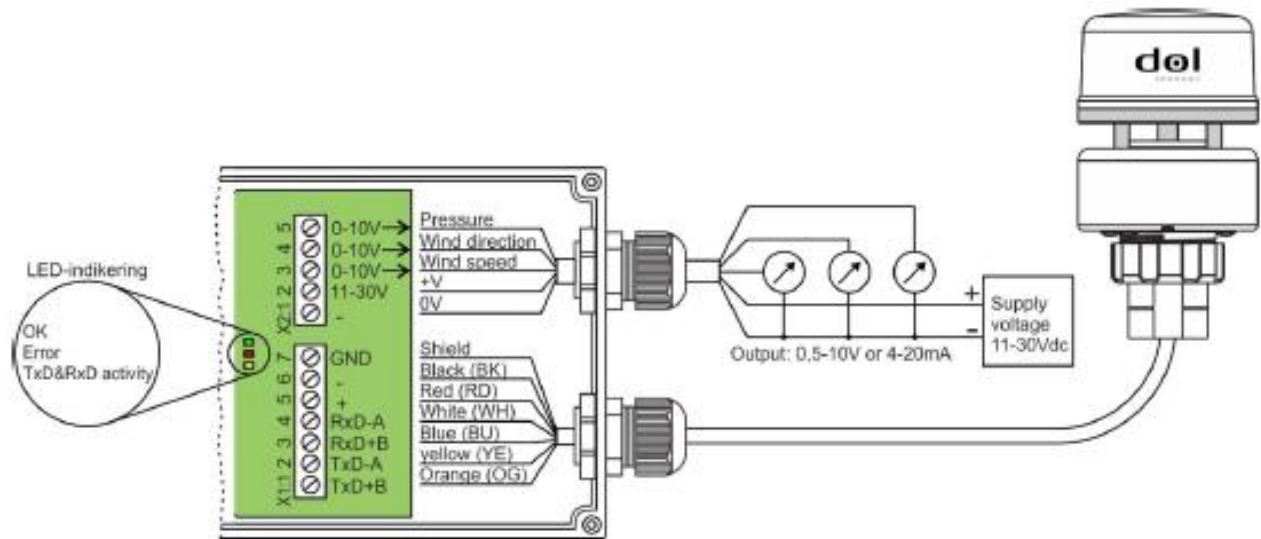 dol
LED-indikering
OK
Error
TxD&RxD activity
5 0-10V Pressure
4 0-10V Wind direction
3 0-10V Wind speed
2 11-30V +V
X2:1 - 0V
7 GND Shield
6 - Black (BK)
5 + Red (RD)
4 RxD-A White (WH)
3 RxD+B Blue (BU)
2 TxD-A yellow (YE)
X1:1 TxD+B Orange (OG)
+
-
Supply
voltage
11-30Vdc
Output: 0,5-10V or 4-20mA